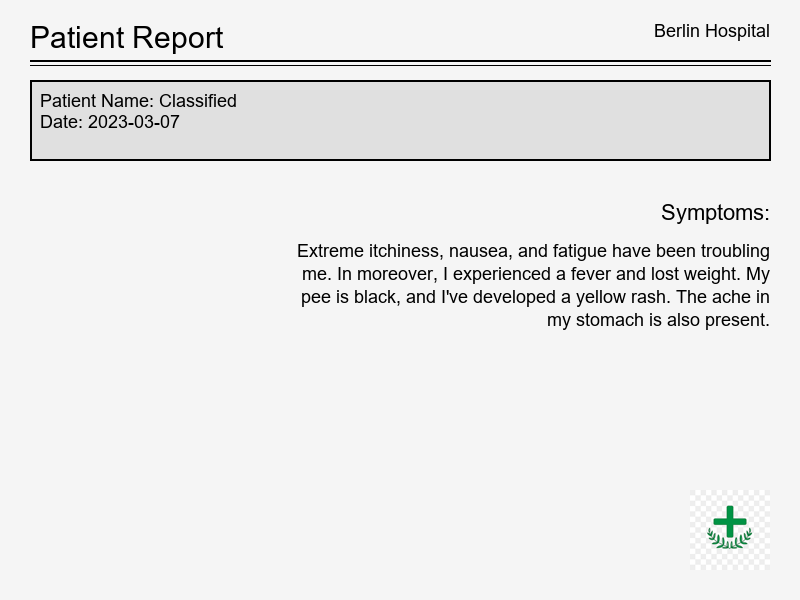 Patient Report
Berlin Hospital
Patient Name: Classified
Date: 2023-03-07
Symptoms:
Extreme itchiness, nausea, and fatigue have been troubling
me. In moreover, I experienced a fever and lost weight. My
pee is black, and I've developed a yellow rash. The ache in
my stomach is also present.